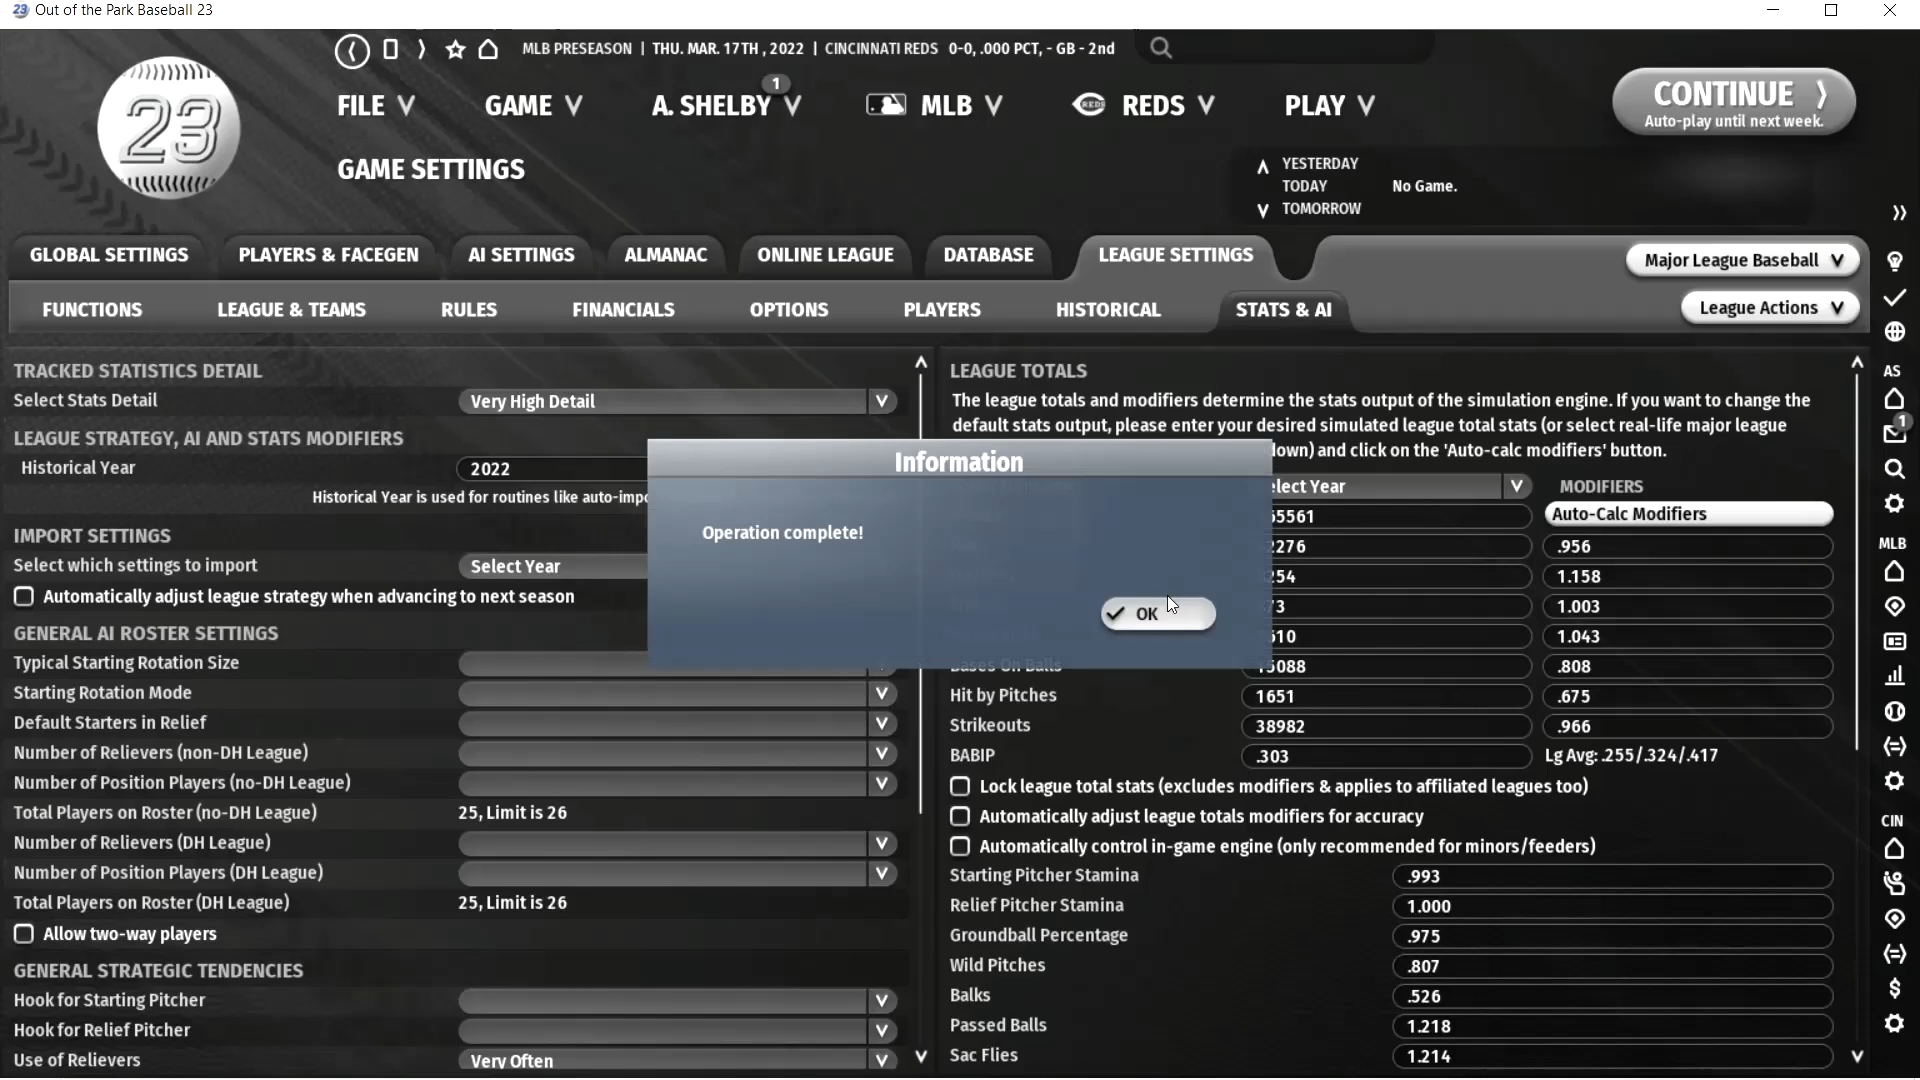 Out of the Park Baseball 23
MLB PRESEASON | THU. MAR. 17TH , 2022 | CINCINNATI REDS 0-0, .000 PCT, - GB - 2nd
23
FILE GAME A. SHELBY 1 MLB REDS PLAY
CONTINUE
Auto-play until next week.
GAME SETTINGS
YESTERDAY
TODAY No Game.
TOMORROW
GLOBAL SETTINGS PLAYERS & FACEGEN AI SETTINGS ALMANAC ONLINE LEAGUE DATABASE LEAGUE SETTINGS Major League Baseball
FUNCTIONS LEAGUE & TEAMS RULES FINANCIALS OPTIONS PLAYERS HISTORICAL STATS & AI League Actions
TRACKED STATISTICS DETAIL
Select Stats Detail Very High Detail
LEAGUE STRATEGY, AI AND STATS MODIFIERS
Historical Year 2022
Historical Year is used for routines like auto-impo
IMPORT SETTINGS
Select which settings to import Select Year
Automatically adjust league strategy when advancing to next season
GENERAL AI ROSTER SETTINGS
Typical Starting Rotation Size
Starting Rotation Mode
Default Starters in Relief
Number of Relievers (non-DH League)
Number of Position Players (no-DH League)
Total Players on Roster (no-DH League) 25, Limit is 26
Number of Relievers (DH League)
Number of Position Players (DH League)
Total Players on Roster (DH League) 25, Limit is 26
Allow two-way players
GENERAL STRATEGIC TENDENCIES
Hook for Starting Pitcher
Hook for Relief Pitcher
Use of Relievers Very Often
Information
Operation complete!
OK
LEAGUE TOTALS
The league totals and modifiers determine the stats output of the simulation engine. If you want to change the
default stats output, please enter your desired simulated league total stats (or select real-life major league
down) and click on the 'Auto-calc modifiers' button.
elect Year MODIFIERS
65561 Auto-Calc Modifiers
2276 .956
254 1.158
73 1.003
610 1.043
Bases On Balls 15088 .808
Hit by Pitches 1651 .675
Strikeouts 38982 .966
BABIP .303 Lg Avg: .255/.324/.417
Lock league total stats (excludes modifiers & applies to affiliated leagues too)
Automatically adjust league totals modifiers for accuracy
Automatically control in-game engine (only recommended for minors/feeders)
Starting Pitcher Stamina .993
Relief Pitcher Stamina 1.000
Groundball Percentage .975
Wild Pitches .807
Balks .526
Passed Balls 1.218
Sac Flies 1.214
AS
1
MLB
CIN